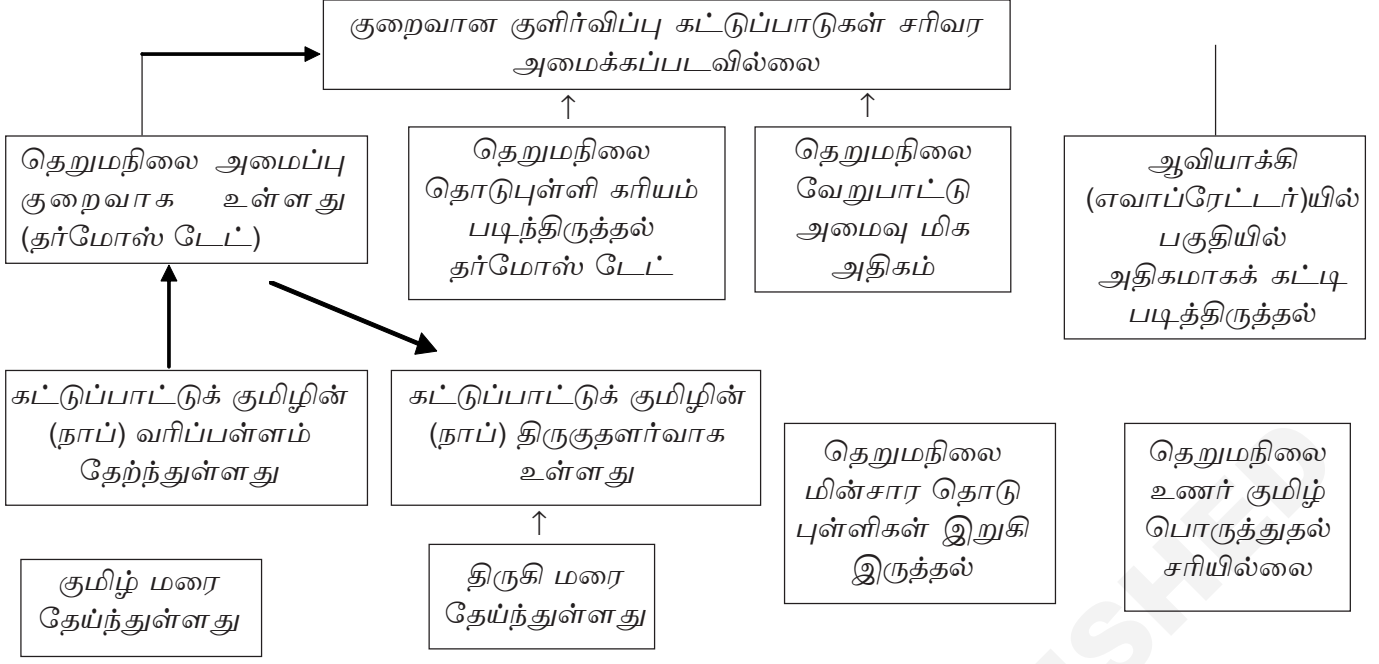 குறைவான குளிர்விப்பு கட்டுப்பாடுகள் சரிவர
அமைக்கப்படவில்லை
தெறுமநிலை அமைப்பு
குறைவாக உள்ளது
(தர்மோஸ் டேட்)
தெறுமநிலை
தொடுபுள்ளி கரியம்
படிந்திருத்தல்
தர்மோஸ் டேட்
தெறுமநிலை
வேறுபாட்டு
அமைவு மிக
அதிகம்
ஆவியாக்கி
(எவாப்ரேட்டர்)யில்
பகுதியில்
அதிகமாகக் கட்டி
படித்திருத்தல்
கட்டுப்பாட்டுக் குமிழின்
(நாப்) வரிப்பள்ளம்
தேற்ந்துள்ளது
கட்டுப்பாட்டுக் குமிழின்
(நாப்) திருகுதளர்வாக
உள்ளது
தெறுமநிலை
மின்சார தொடு
புள்ளிகள் இறுகி
இருத்தல்
தெறுமநிலை
உணர் குமிழ்
பொருத்துதல்
சரியில்லை
குமிழ் மரை
தேய்ந்துள்ளது
திருகி மரை
தேய்ந்துள்ளது